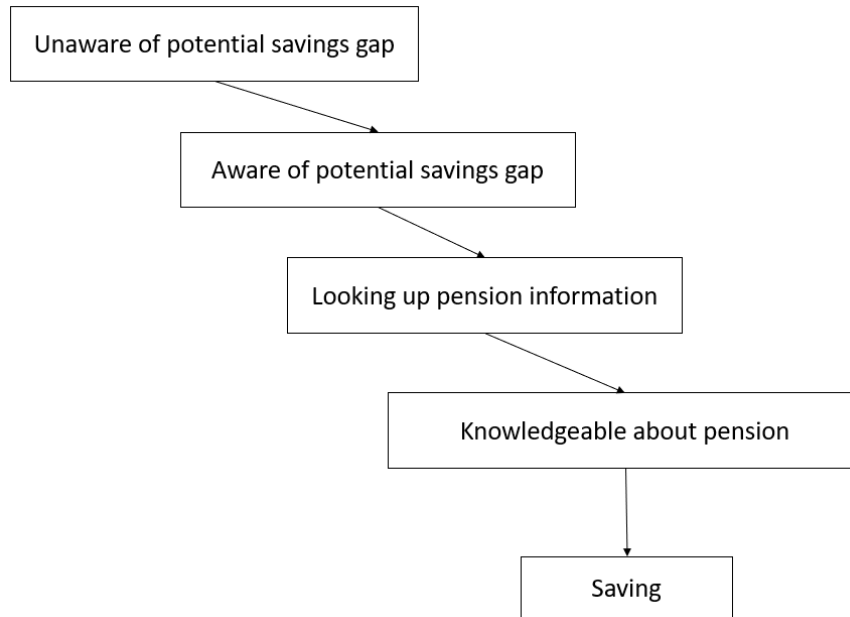 Unaware of potential savings gap
Aware of potential savings gap
Looking up pension information
Knowledgeable about pension
Saving